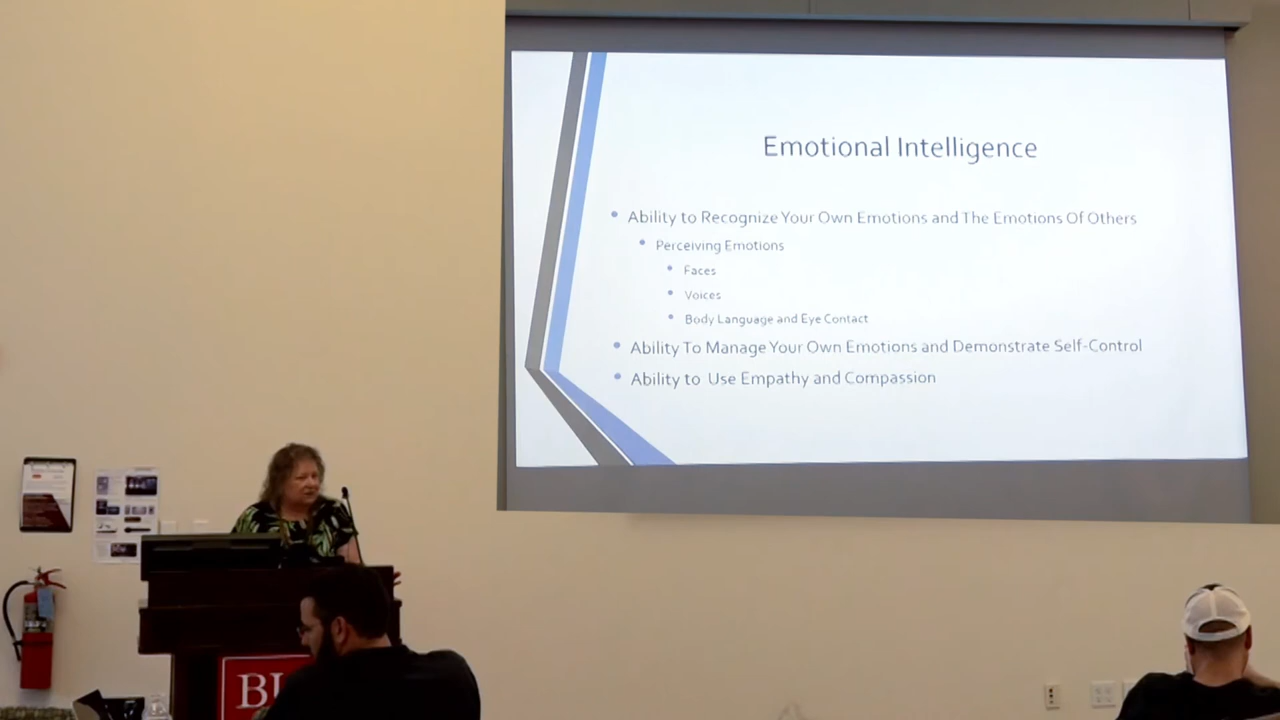 Emotional Intelligence
Ability to Recognize Your Own Emotions and The Emotions Of Others
Perceiving Emotions
Faces
Voices
Body Language and Eye Contact
Ability To Manage Your Own Emotions and Demonstrate Self-Control
Ability to Use Empathy and Compassion